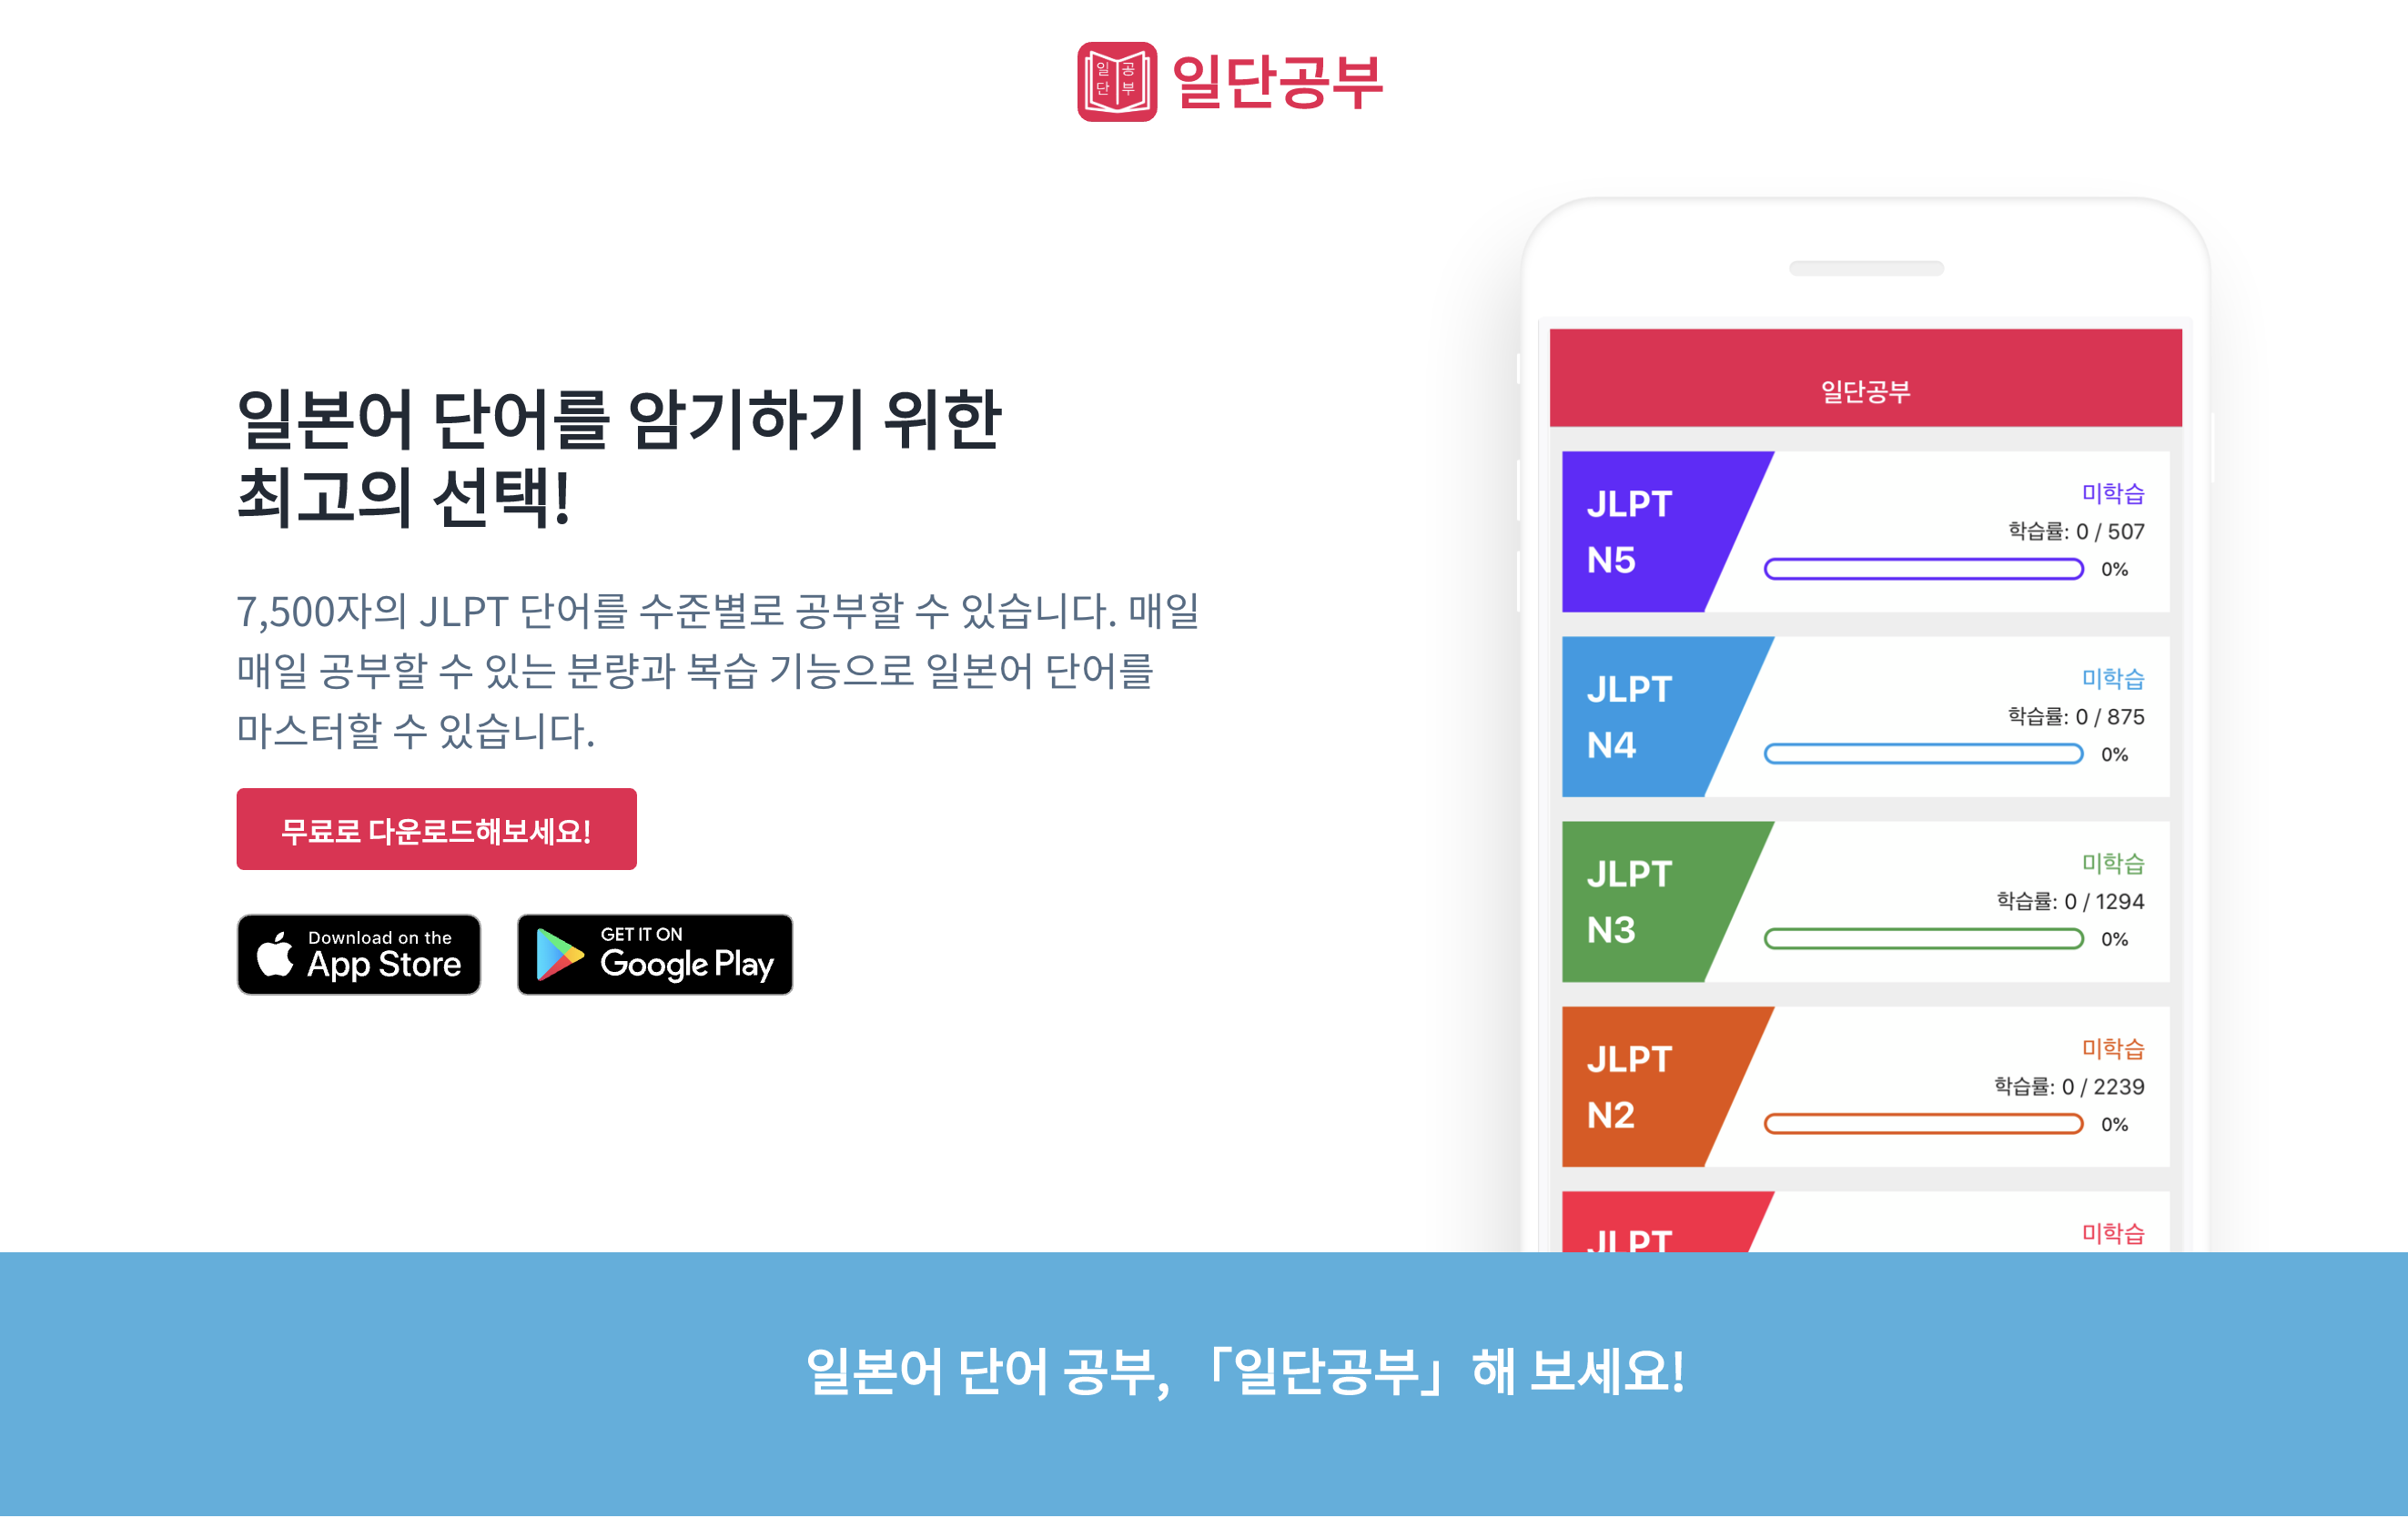 일 공
단 부
일단공부
일본어 단어를 암기하기 위한
최고의 선택!
7,500자의 JLPT 단어를 수준별로 공부할 수 있습니다. 매일
매일 공부할 수 있는 분량과 복습 기능으로 일본어 단어를
마스터할 수 있습니다.
무료로 다운로드해보세요!
Download on the
App Store
GET IT ON
Google Play
일단공부
JLPT
N5
미학습
학습률: 0 / 507
0%
JLPT
N4
미학습
학습률: 0 / 875
0%
JLPT
N3
미학습
학습률: 0 / 1294
0%
JLPT
N2
미학습
학습률: 0 / 2239
0%
JLPT
미학습
일본어 단어 공부, 「일단공부」해 보세요!